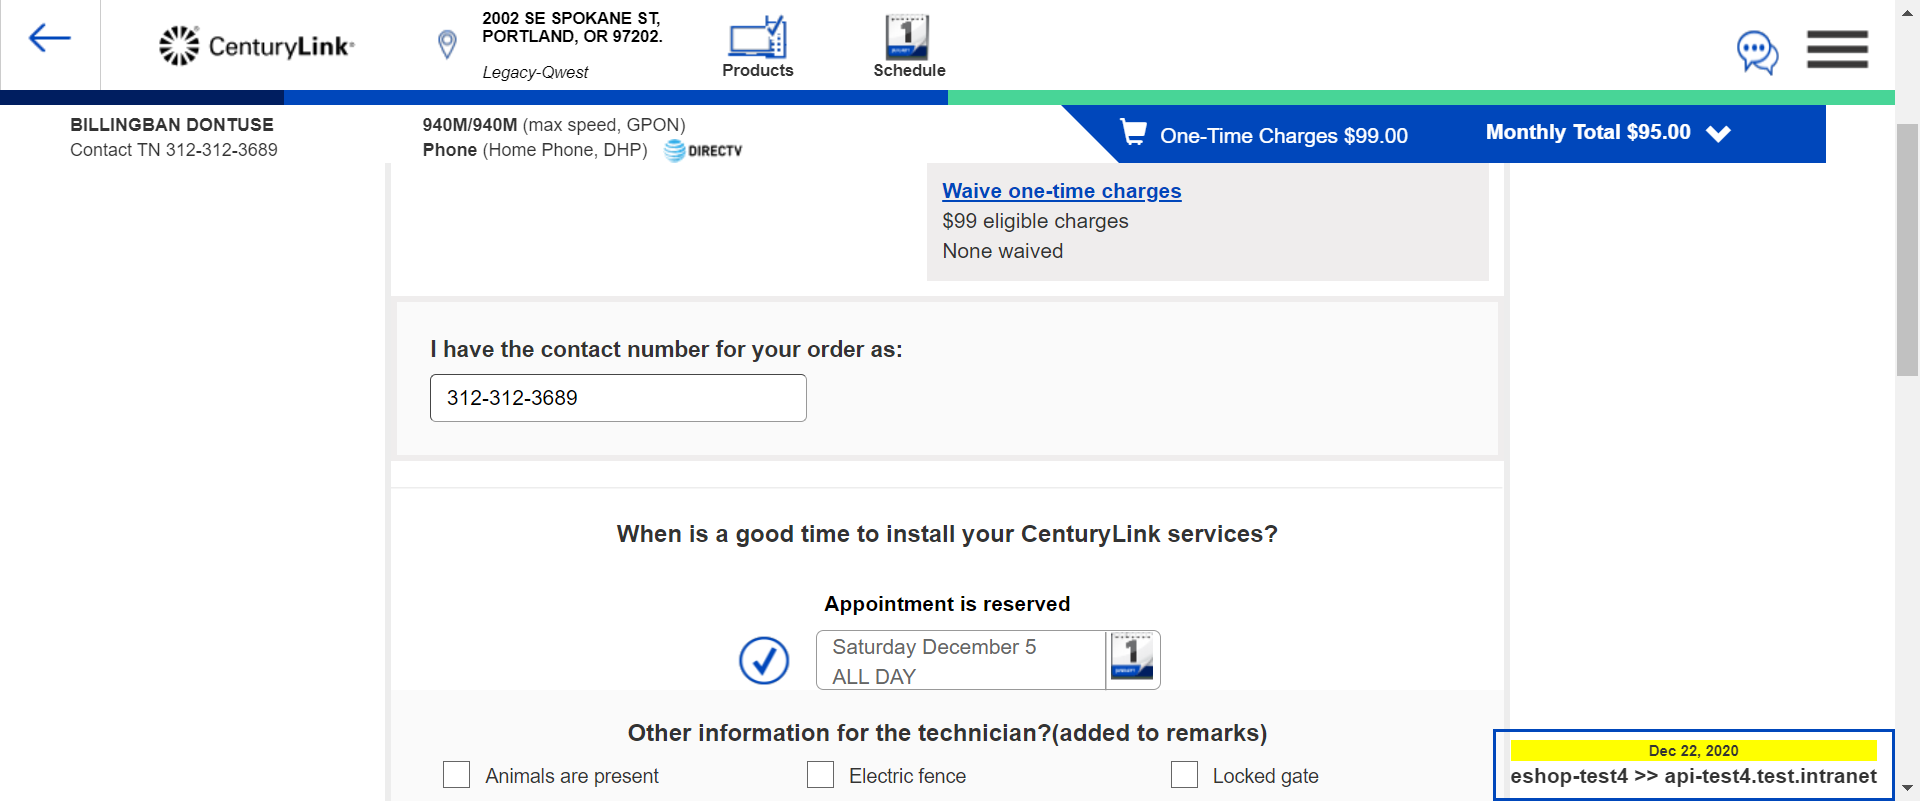 CenturyLink
2002 SE SPOKANE ST,
PORTLAND, OR 97202.
Legacy-Qwest
Products
1
JANUARY
Schedule
BILLINGBAN DONTUSE
Contact TN 312-312-3689
940M/940M (max speed, GPON)
Phone (Home Phone, DHP) AT&T DIRECTV
One-Time Charges $99.00
Monthly Total $95.00
Waive one-time charges
$99 eligible charges
None waived
I have the contact number for your order as:
312-312-3689
When is a good time to install your CenturyLink services?
Appointment is reserved
Saturday December 5
ALL DAY
1
JANUARY
Other information for the technician?(added to remarks)
Animals are present
Electric fence
Locked gate
Dec 22, 2020
eshop-test4 >> api-test4.test.intranet